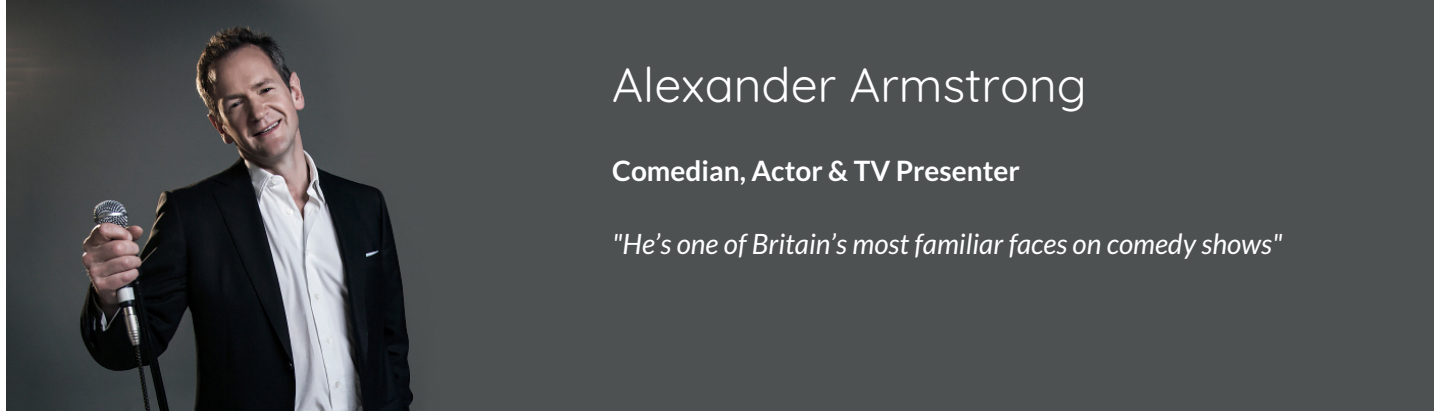 Alexander Armstrong
Comedian, Actor & TV Presenter
"He’s one of Britain’s most familiar faces on comedy shows"